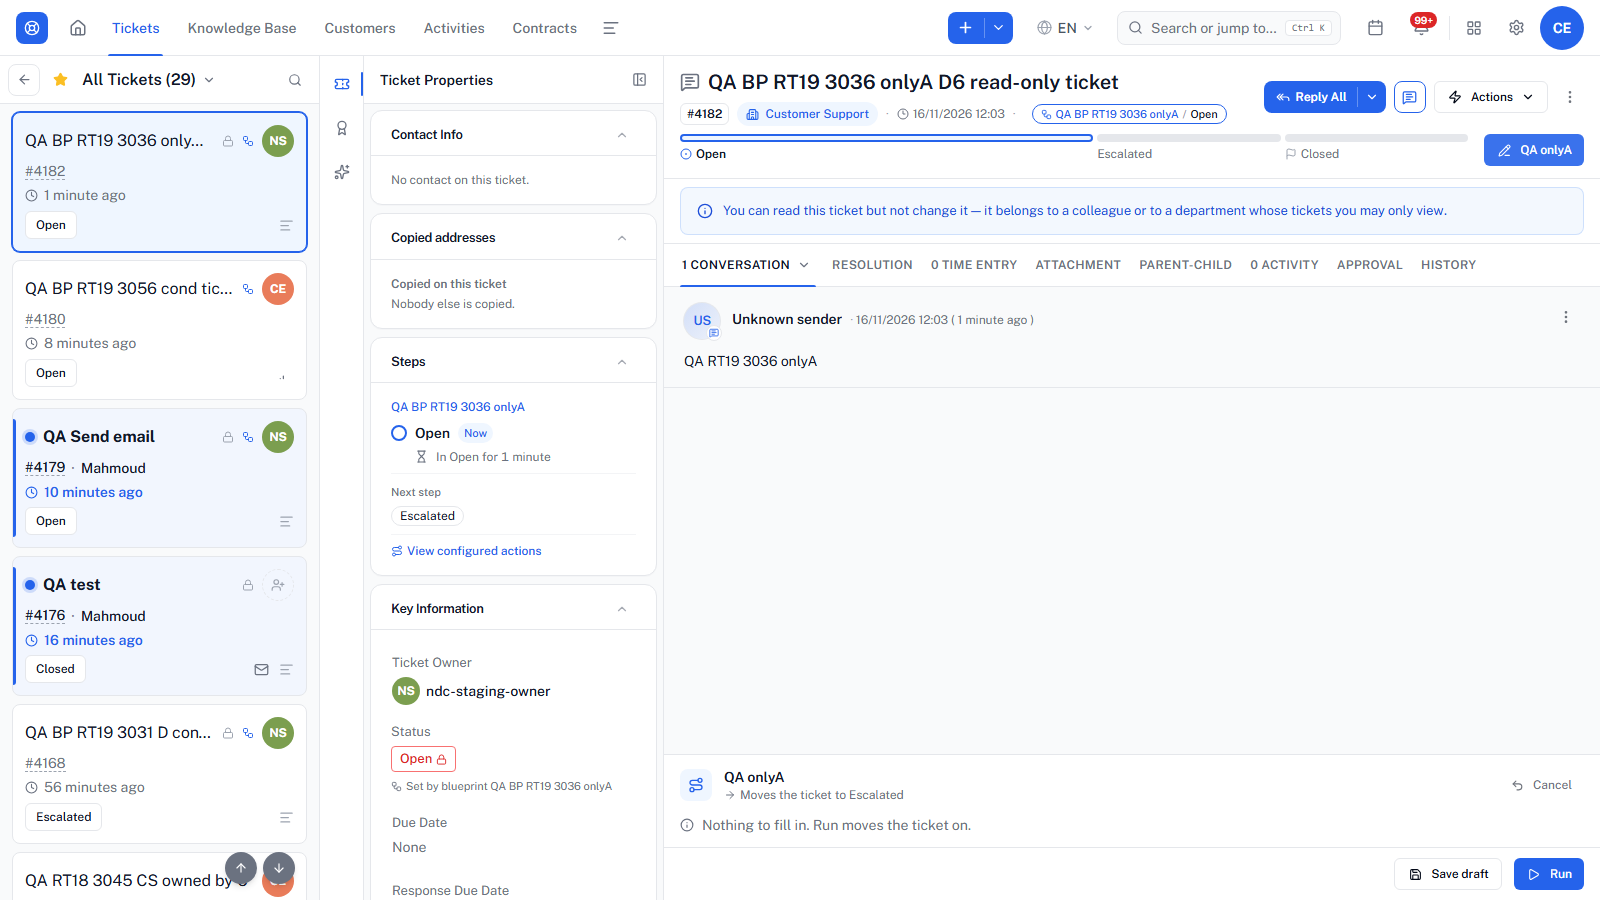 Tickets
Knowledge Base
Customers
Activities
Contracts
EN
Search or jump to...
Ctrl K
99+
CE
All Tickets (29)
QA BP RT19 3036 only...
NS
#4182
1 minute ago
Open
QA BP RT19 3056 cond tic...
CE
#4180
8 minutes ago
Open
QA Send email
NS
#4179 · Mahmoud
10 minutes ago
Open
QA test
#4176 · Mahmoud
16 minutes ago
Closed
QA BP RT19 3031 D con...
NS
#4168
56 minutes ago
Escalated
QA RT18 3045 CS owned by
Ticket Properties
Contact Info
No contact on this ticket.
Copied addresses
Copied on this ticket
Nobody else is copied.
Steps
QA BP RT19 3036 onlyA
Open Now
In Open for 1 minute
Next step
Escalated
View configured actions
Key Information
Ticket Owner
NS ndc-staging-owner
Status
Open
Set by blueprint QA BP RT19 3036 onlyA
Due Date
None
Response Due Date
QA BP RT19 3036 onlyA D6 read-only ticket
#4182 Customer Support · 16/11/2026 12:03 · QA BP RT19 3036 onlyA / Open
Reply All
Actions
Open
Escalated
Closed
QA onlyA
You can read this ticket but not change it — it belongs to a colleague or to a department whose tickets you may only view.
1 CONVERSATION
RESOLUTION
0 TIME ENTRY
ATTACHMENT
PARENT-CHILD
0 ACTIVITY
APPROVAL
HISTORY
US
Unknown sender · 16/11/2026 12:03 ( 1 minute ago )
QA RT19 3036 onlyA
QA onlyA
→ Moves the ticket to Escalated
Cancel
Nothing to fill in. Run moves the ticket on.
Save draft
Run